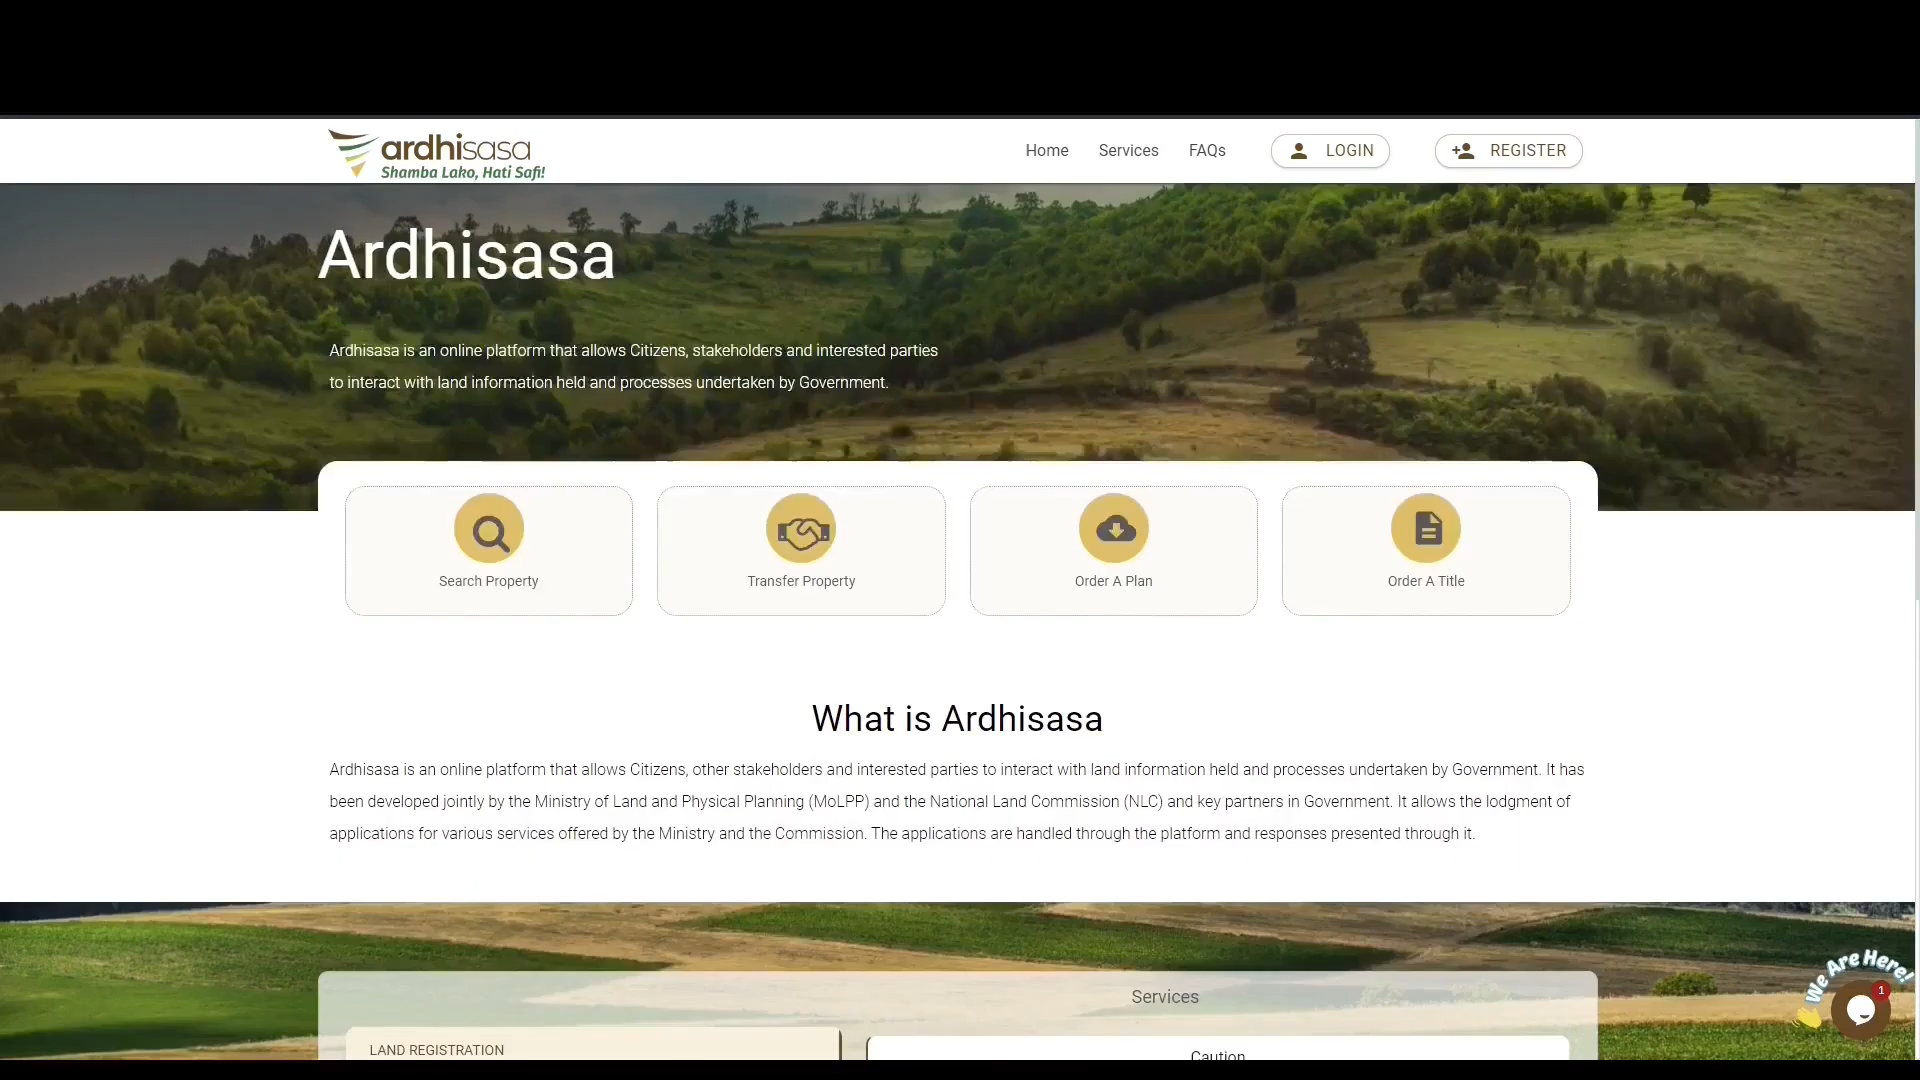 ardhisasa
Shamba Lako, Hati Safi!
Home
Services
FAQs
LOGIN
REGISTER
Ardhisasa
Ardhisasa is an online platform that allows Citizens, stakeholders and interested parties
to interact with land information held and processes undertaken by Government.
Search Property
Transfer Property
Order A Plan
Order A Title
What is Ardhisasa
Ardhisasa is an online platform that allows Citizens, other stakeholders and interested parties to interact with land information held and processes undertaken by Government. It has
been developed jointly by the Ministry of Land and Physical Planning (MoLPP) and the National Land Commission (NLC) and key partners in Government. It allows the lodgment of
applications for various services offered by the Ministry and the Commission. The applications are handled through the platform and responses presented through it.
Services
LAND REGISTRATION
Caution
We Are Here!
1